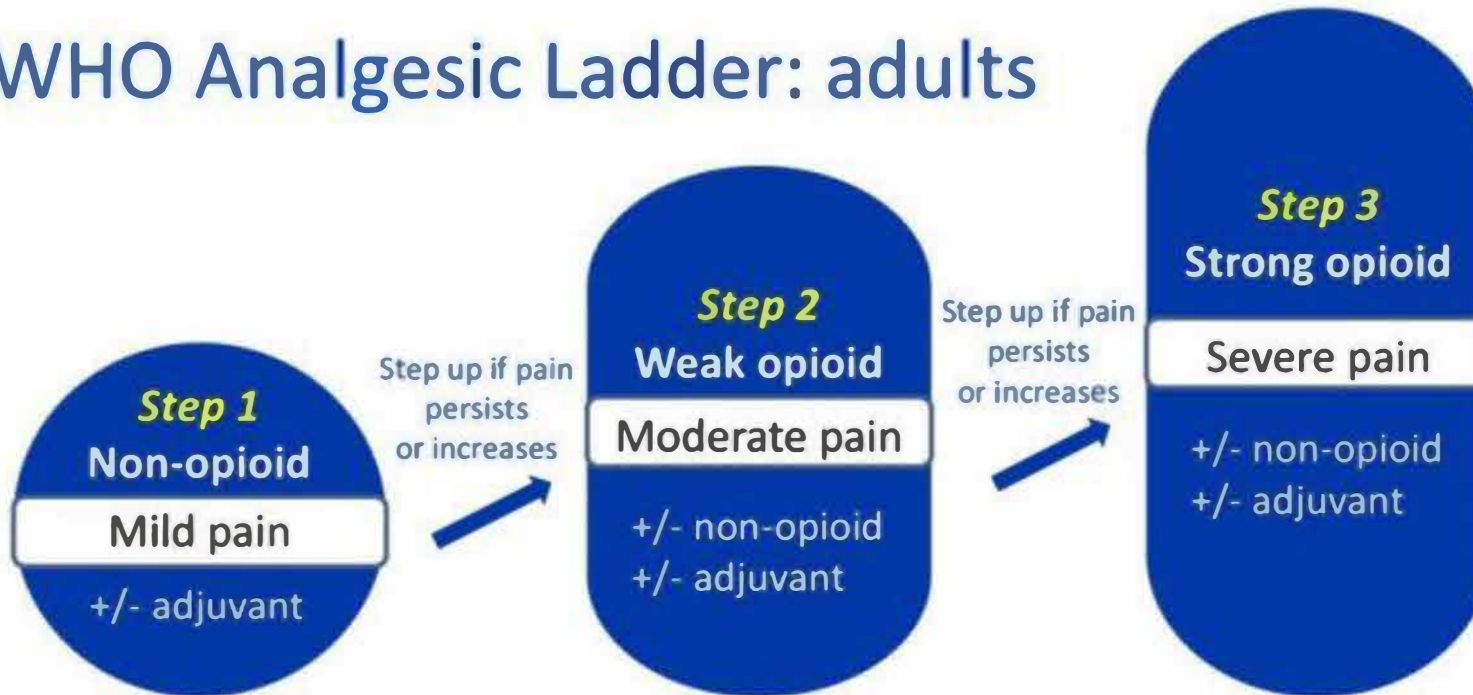 WHO Analgesic Ladder: adults
Step 1
Non-opioid
Mild pain
+/- adjuvant
Step up if pain
persists
or increases
Step 2
Weak opioid
Moderate pain
+/- non-opioid
+/- adjuvant
Step up if pain
persists
or increases
Step 3
Strong opioid
Severe pain
+/- non-opioid
+/- adjuvant